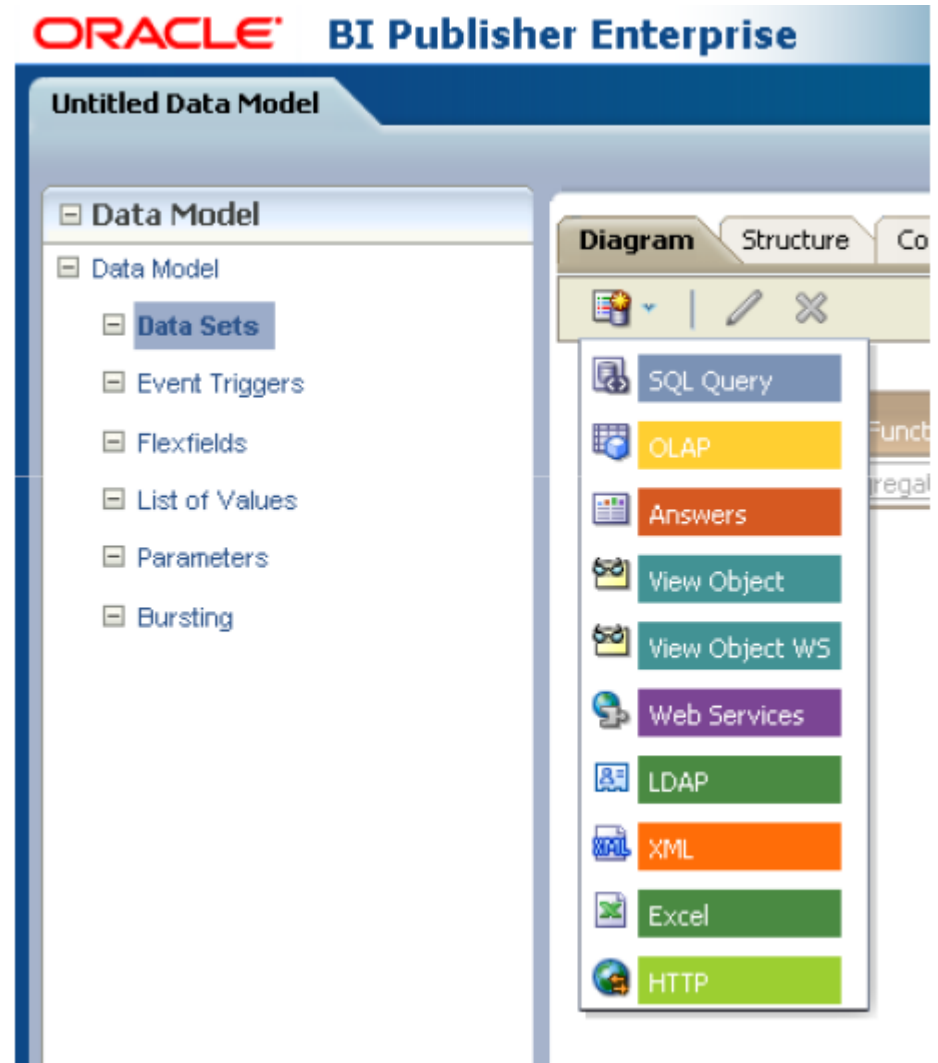 ORACLE BI Publisher Enterprise
Untitled Data Model
Data Model
Data Model
Data Sets
Event Triggers
Flexfields
List of Values
Parameters
Bursting
Diagram Structure Co
SQL Query
OLAP
Answers
View Object
View Object WS
Web Services
LDAP
XML
Excel
HTTP
Funct